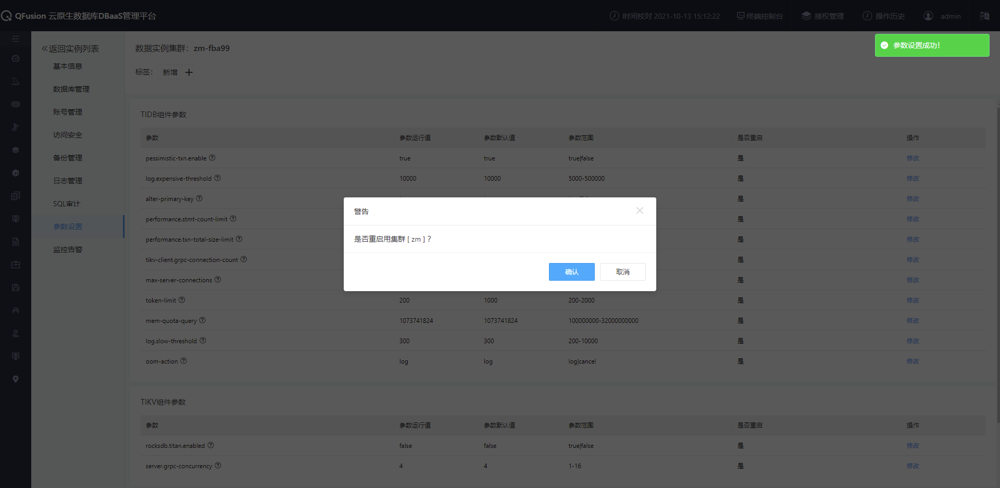 QFusion 云原生数据库DBaaS管理平台
时间校对 2021-10-13 15:12:22
终端控制台
授权管理
操作历史
admin
参数设置成功！
返回实例列表
基本信息
数据库管理
账号管理
访问安全
备份管理
日志管理
SQL审计
参数设置
监控告警
数据实例集群：zm-fba99
标签： 新增 +
TIDB组件参数
参数 参数运行值 参数默认值 参数范围 是否重启 操作
pessimistic-txn.enable true true true|false 是 修改
log.expensive-threshold 10000 10000 5000-500000 是 修改
alter-primary-key 是 修改
performance.stmt-count-limit 是 修改
performance.txn-total-size-limit 是 修改
tikv-client.grpc-connection-count 是 修改
max-server-connections 是 修改
token-limit 200 1000 200-2000 是 修改
mem-quota-query 1073741824 1073741824 100000000-32000000000 是 修改
log.slow-threshold 300 300 200-10000 是 修改
oom-action log log log|cancel 是 修改
警告
是否重启用集群 [ zm ] ?
确认
取消
TIKV组件参数
参数 参数运行值 参数默认值 参数范围 是否重启 操作
rocksdb.titan.enabled false false true|false 是 修改
server.grpc-concurrency 4 4 1-16 是 修改